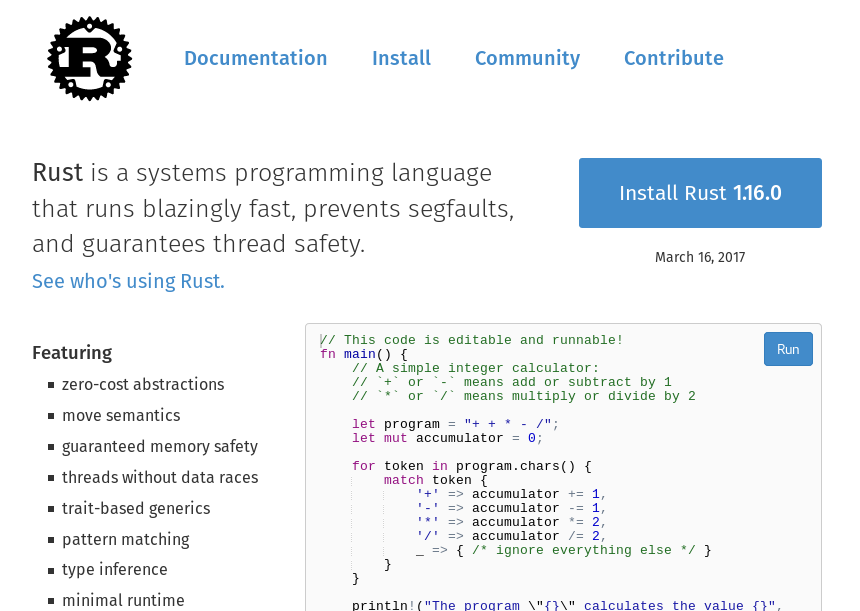 R
Documentation Install Community Contribute
Rust is a systems programming language
that runs blazingly fast, prevents segfaults,
and guarantees thread safety.
See who's using Rust.
Install Rust 1.16.0
March 16, 2017
Featuring
zero-cost abstractions
move semantics
guaranteed memory safety
threads without data races
trait-based generics
pattern matching
type inference
minimal runtime
Run
// This code is editable and runnable!
fn main() {
    // A simple integer calculator:
    // `+` or `-` means add or subtract by 1
    // `*` or `/` means multiply or divide by 2

    let program = "+ + * - /";
    let mut accumulator = 0;

    for token in program.chars() {
        match token {
            '+' => accumulator += 1,
            '-' => accumulator -= 1,
            '*' => accumulator *= 2,
            '/' => accumulator /= 2,
            _ => { /* ignore everything else */ }
        }
    }

    println!("The program \"{}\" calculates the value {}",